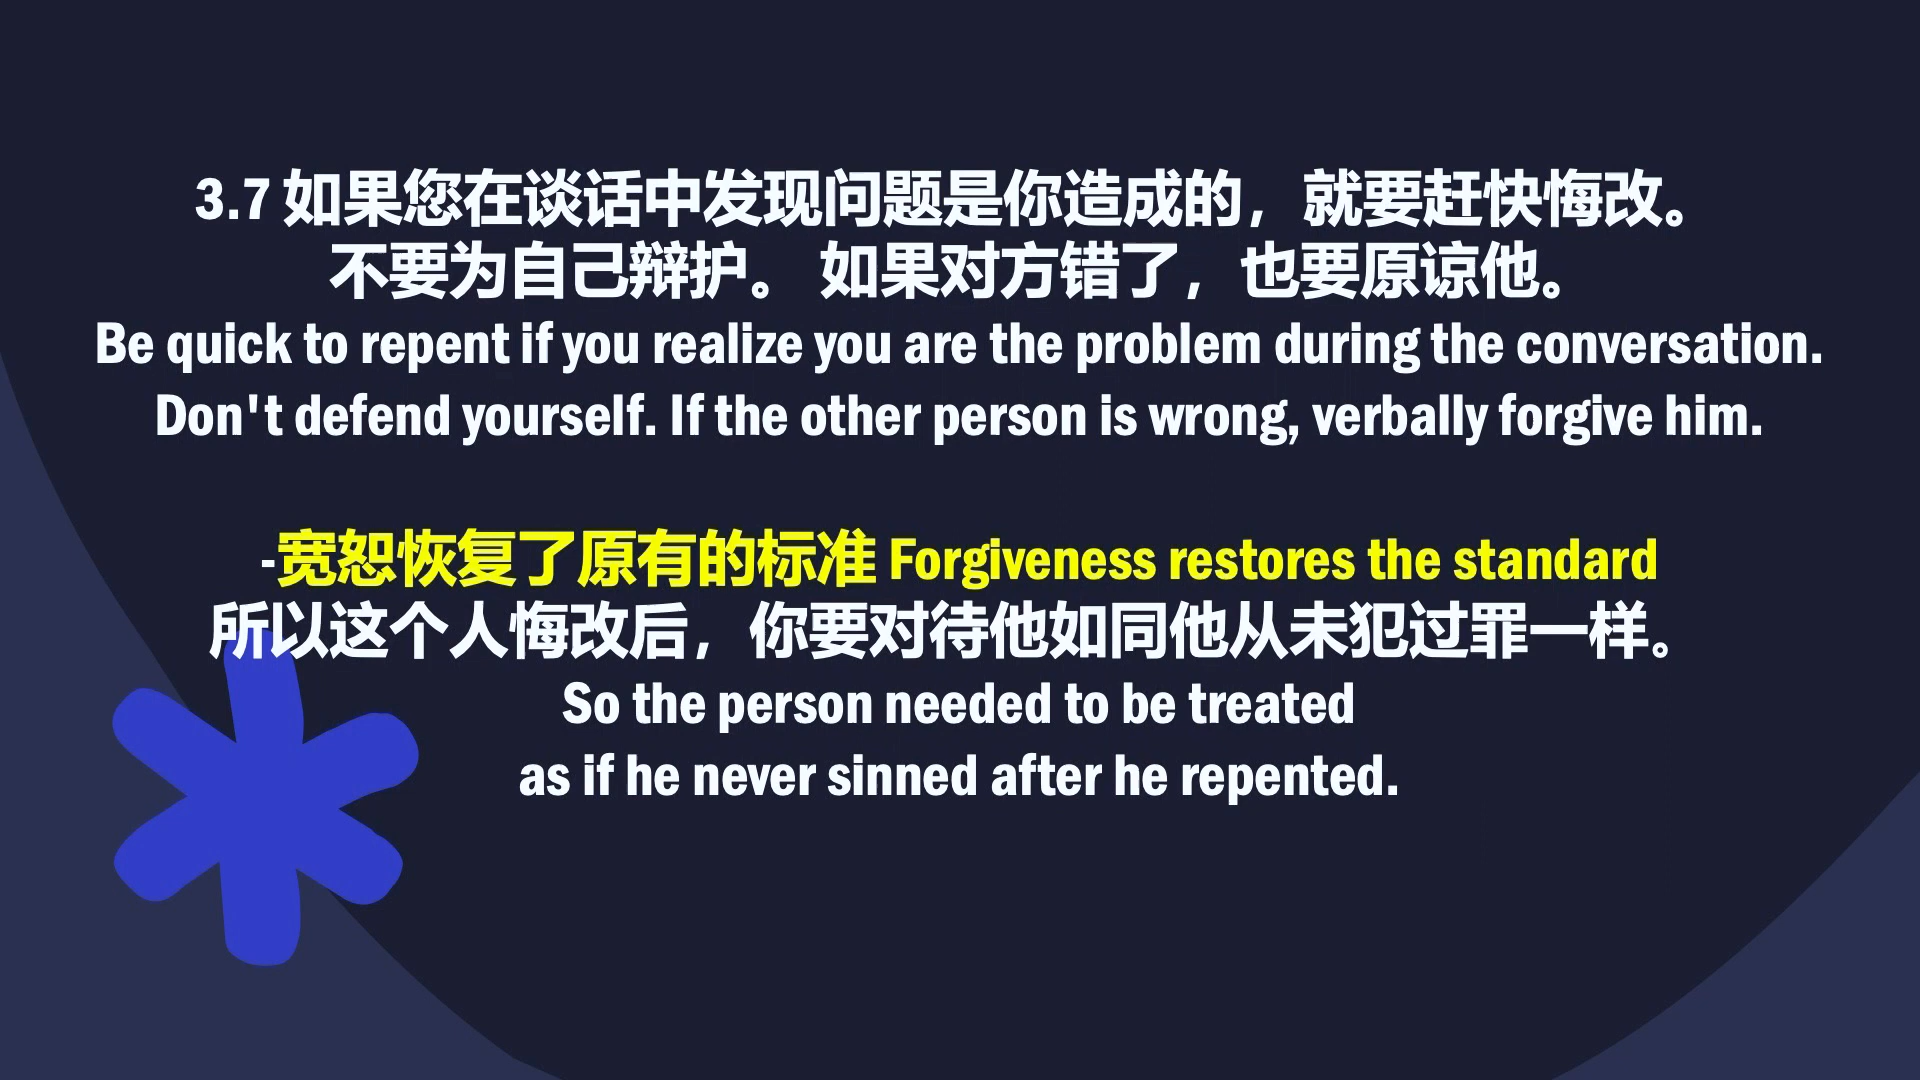 3.7 如果您在谈话中发现问题是你造成的，就要赶快悔改。
不要为自己辩护。 如果对方错了，也要原谅他。
Be quick to repent if you realize you are the problem during the conversation.
Don't defend yourself. If the other person is wrong, verbally forgive him.
-宽恕恢复了原有的标准 Forgiveness restores the standard
所以这个人悔改后，你要对待他如同他从未犯过罪一样。
So the person needed to be treated
as if he never sinned after he repented.